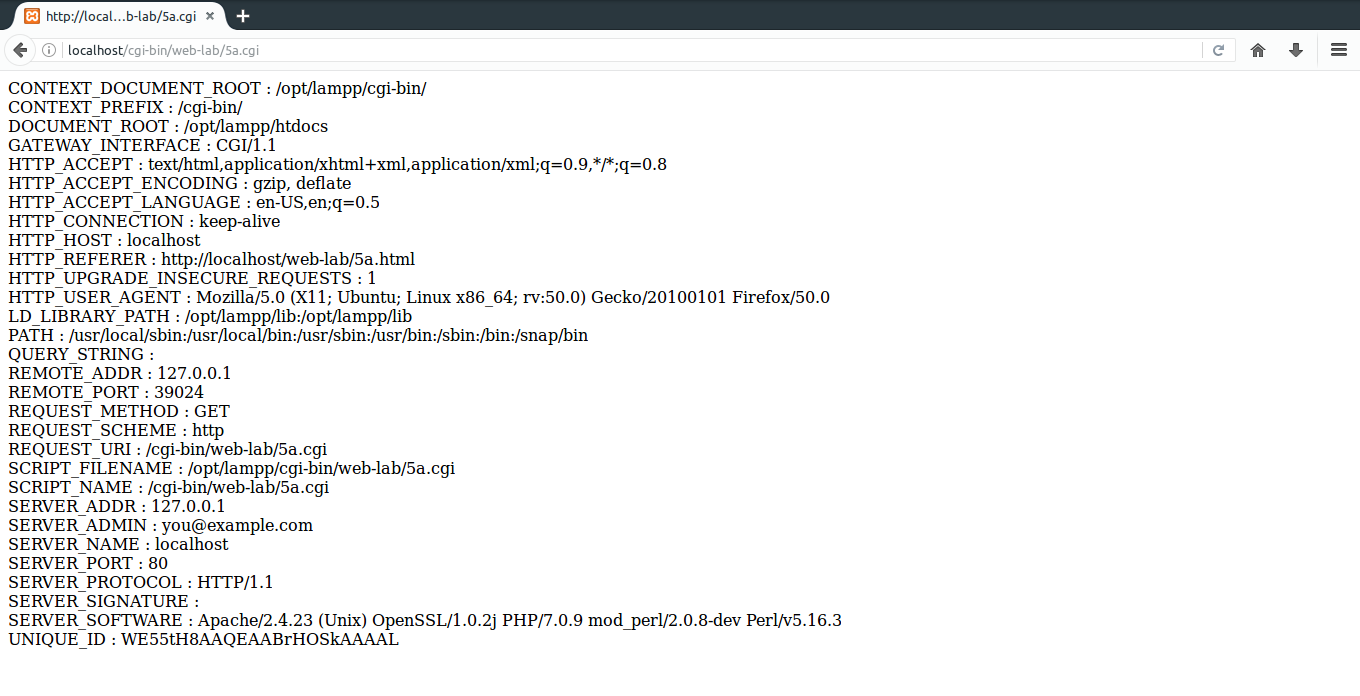 http://local...b-lab/5a.cgi
localhost/cgi-bin/web-lab/5a.cgi
CONTEXT_DOCUMENT_ROOT : /opt/lampp/cgi-bin/
CONTEXT_PREFIX : /cgi-bin/
DOCUMENT_ROOT : /opt/lampp/htdocs
GATEWAY_INTERFACE : CGI/1.1
HTTP_ACCEPT : text/html,application/xhtml+xml,application/xml;q=0.9,*/*;q=0.8
HTTP_ACCEPT_ENCODING : gzip, deflate
HTTP_ACCEPT_LANGUAGE : en-US,en;q=0.5
HTTP_CONNECTION : keep-alive
HTTP_HOST : localhost
HTTP_REFERER : http://localhost/web-lab/5a.html
HTTP_UPGRADE_INSECURE_REQUESTS : 1
HTTP_USER_AGENT : Mozilla/5.0 (X11; Ubuntu; Linux x86_64; rv:50.0) Gecko/20100101 Firefox/50.0
LD_LIBRARY_PATH : /opt/lampp/lib:/opt/lampp/lib
PATH : /usr/local/sbin:/usr/local/bin:/usr/sbin:/usr/bin:/sbin:/bin:/snap/bin
QUERY_STRING :
REMOTE_ADDR : 127.0.0.1
REMOTE_PORT : 39024
REQUEST_METHOD : GET
REQUEST_SCHEME : http
REQUEST_URI : /cgi-bin/web-lab/5a.cgi
SCRIPT_FILENAME : /opt/lampp/cgi-bin/web-lab/5a.cgi
SCRIPT_NAME : /cgi-bin/web-lab/5a.cgi
SERVER_ADDR : 127.0.0.1
SERVER_ADMIN : you@example.com
SERVER_NAME : localhost
SERVER_PORT : 80
SERVER_PROTOCOL : HTTP/1.1
SERVER_SIGNATURE :
SERVER_SOFTWARE : Apache/2.4.23 (Unix) OpenSSL/1.0.2j PHP/7.0.9 mod_perl/2.0.8-dev Perl/v5.16.3
UNIQUE_ID : WE55tH8AAQEAABrHOSkAAAAL